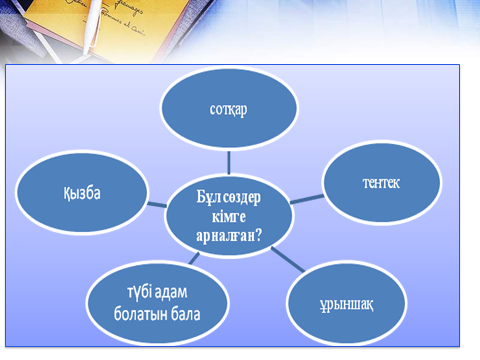 сотқар
Қызба
тентек
Бұл сөздер
кімге
арналған?
түбі адам
болатын бала
ұрыншақ